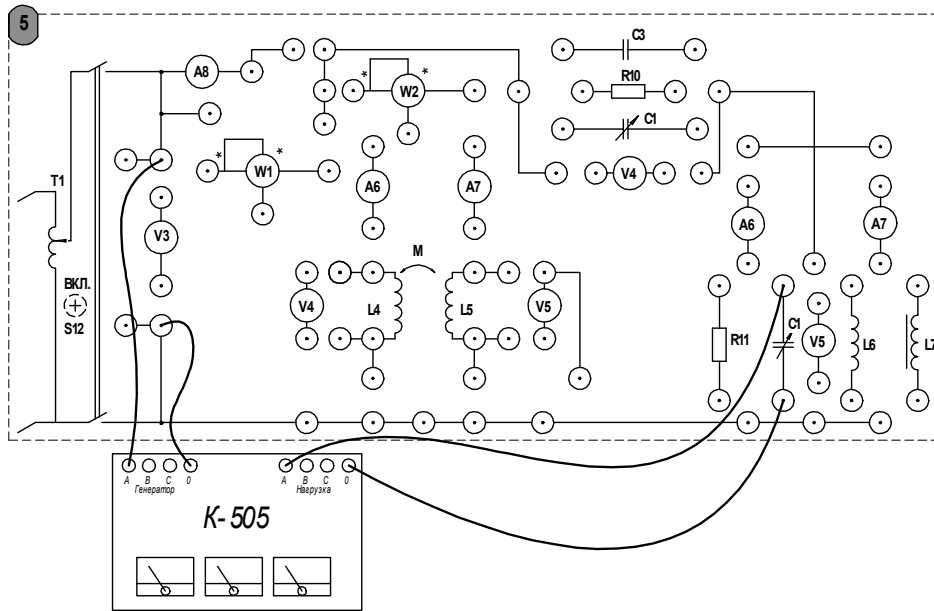 5
C3
A8
R10
* W2 *
C1
* W1 *
V4
T1
A6
A7
V3
A6
A7
M
ВКЛ.
S12
V4
L4
L5
V5
R11
C1
V5
L6
L7
A B C 0
Генератор
A B C 0
Нагрузка
К- 505